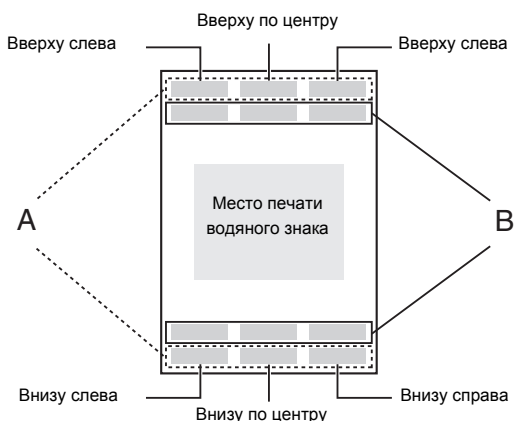 Вверху по центру
Вверху слева
Вверху слева
A
Место печати
водяного знака
B
Внизу слева
Внизу по центру
Внизу справа